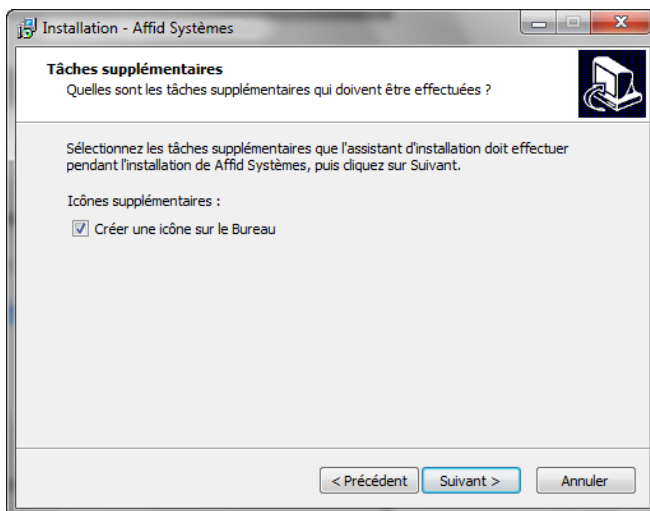 Installation - Affid Systèmes
Tâches supplémentaires
Quelles sont les tâches supplémentaires qui doivent être effectuées ?
Sélectionnez les tâches supplémentaires que l'assistant d'installation doit effectuer
pendant l'installation de Affid Systèmes, puis cliquez sur Suivant.
Icônes supplémentaires :
Créer une icône sur le Bureau
< Précédent Suivant > Annuler